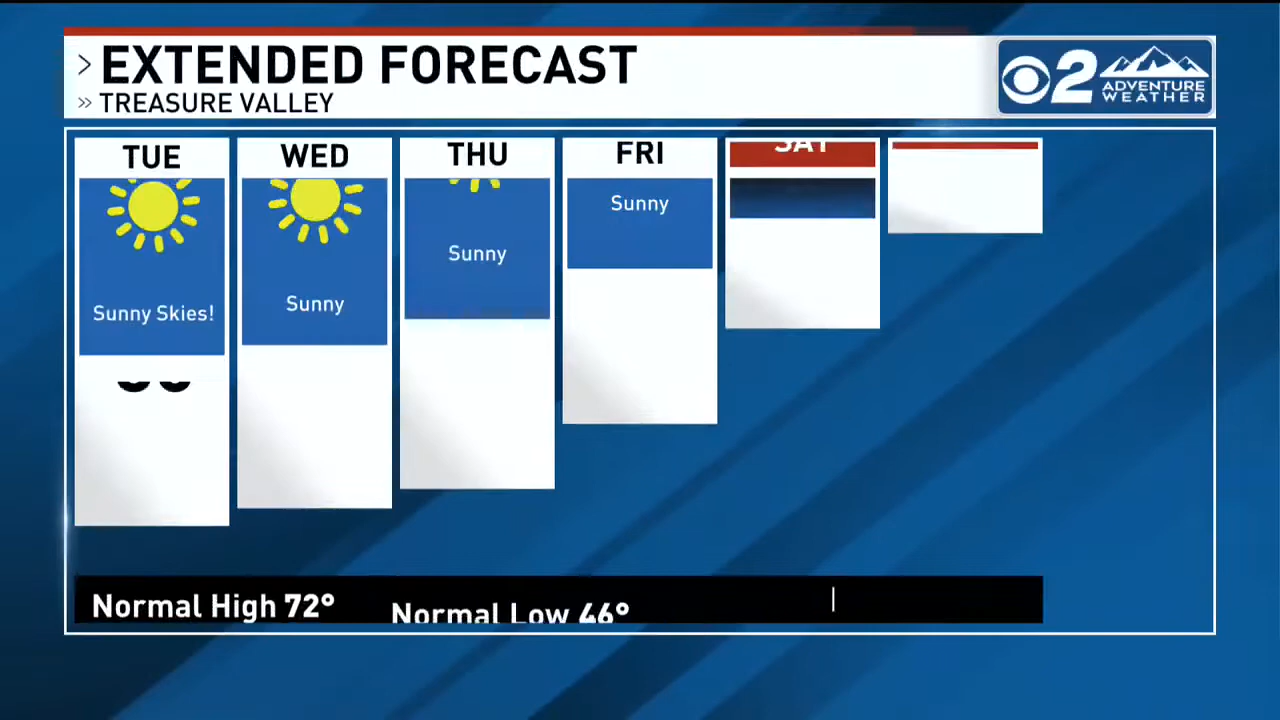 > EXTENDED FORECAST
» TREASURE VALLEY
2 ADVENTURE WEATHER
TUE
WED
THU
FRI
SAT
Sunny Skies!
Sunny
Sunny
Sunny
Normal High 72°
Normal Low 46°